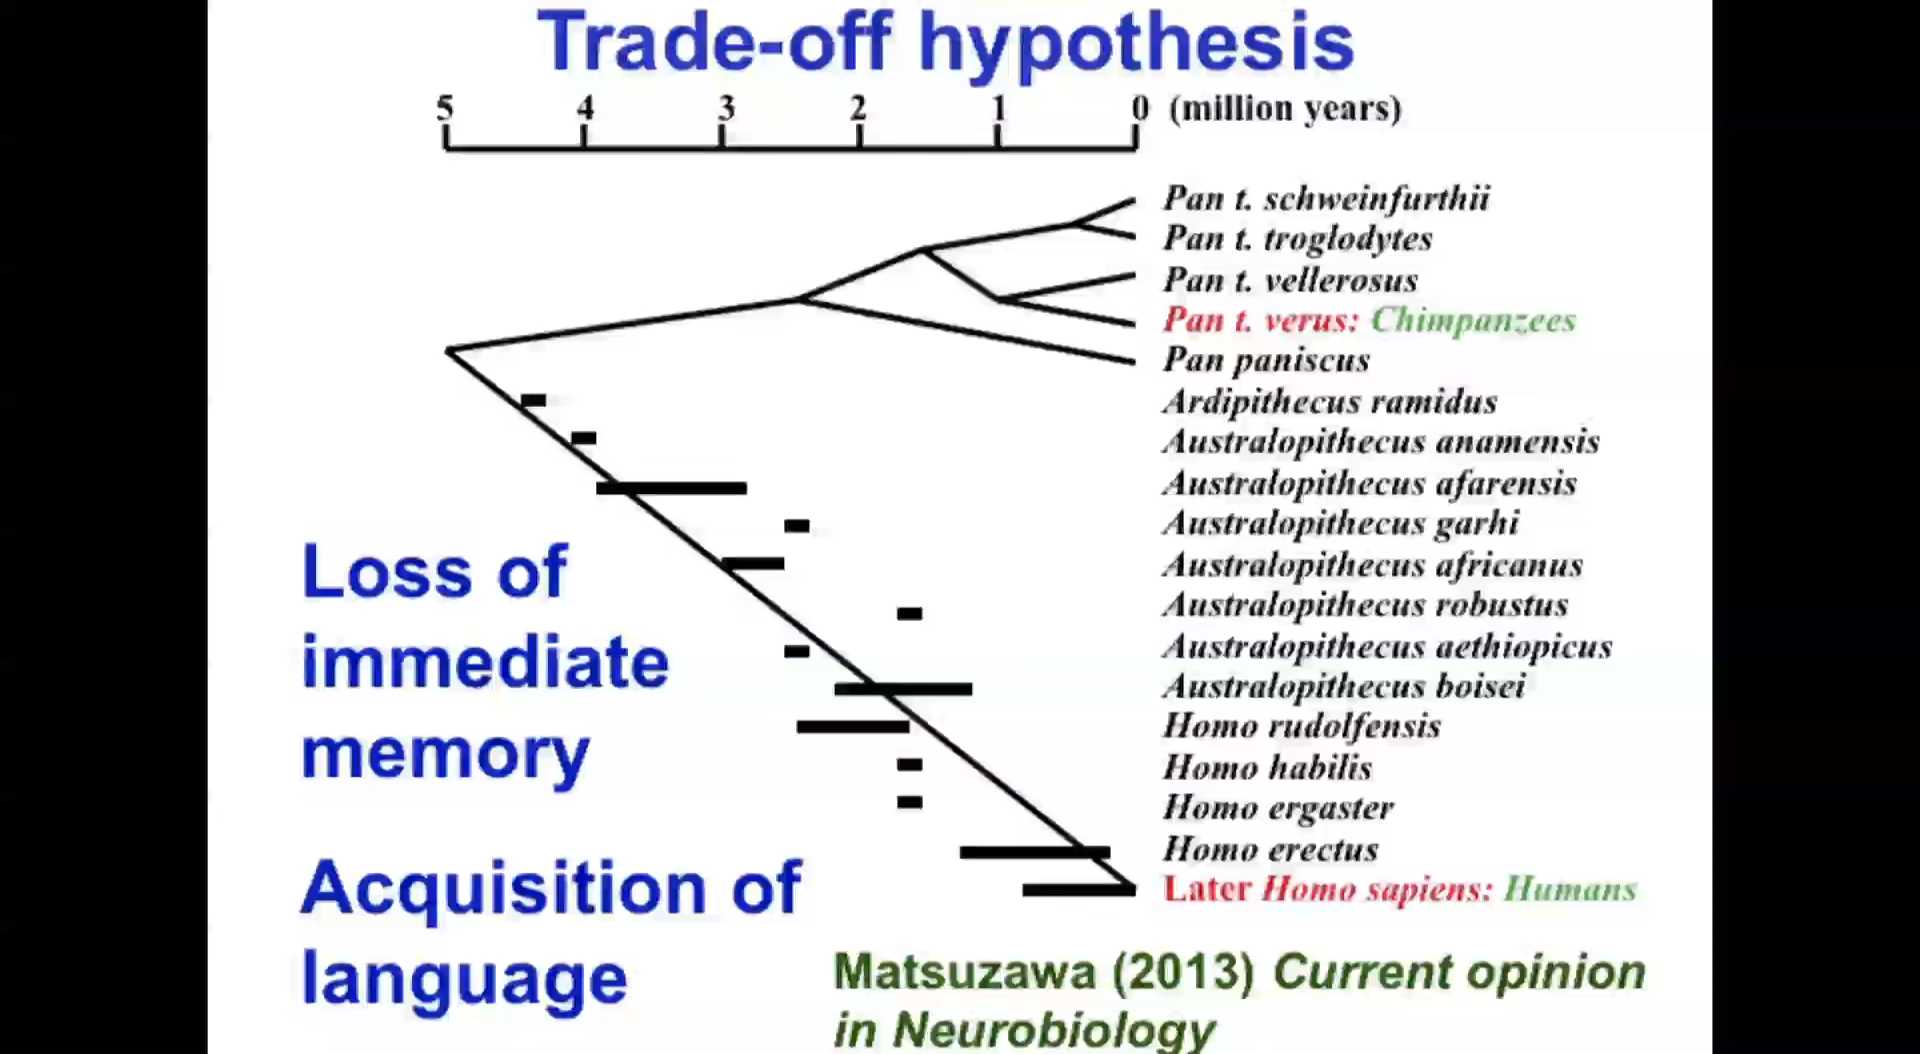 Trade-off hypothesis
5 4 3 2 1 0 (million years)
Pan t. schweinfurthii
Pan t. troglodytes
Pan t. vellerosus
Pan t. verus: Chimpanzees
Pan paniscus
Ardipithecus ramidus
Australopithecus anamensis
Australopithecus afarensis
Australopithecus garhi
Australopithecus africanus
Australopithecus robustus
Australopithecus aethiopicus
Australopithecus boisei
Homo rudolfensis
Homo habilis
Homo ergaster
Homo erectus
Later Homo sapiens: Humans
Loss of
immediate
memory
Acquisition of
language
Matsuzawa (2013) Current opinion
in Neurobiology